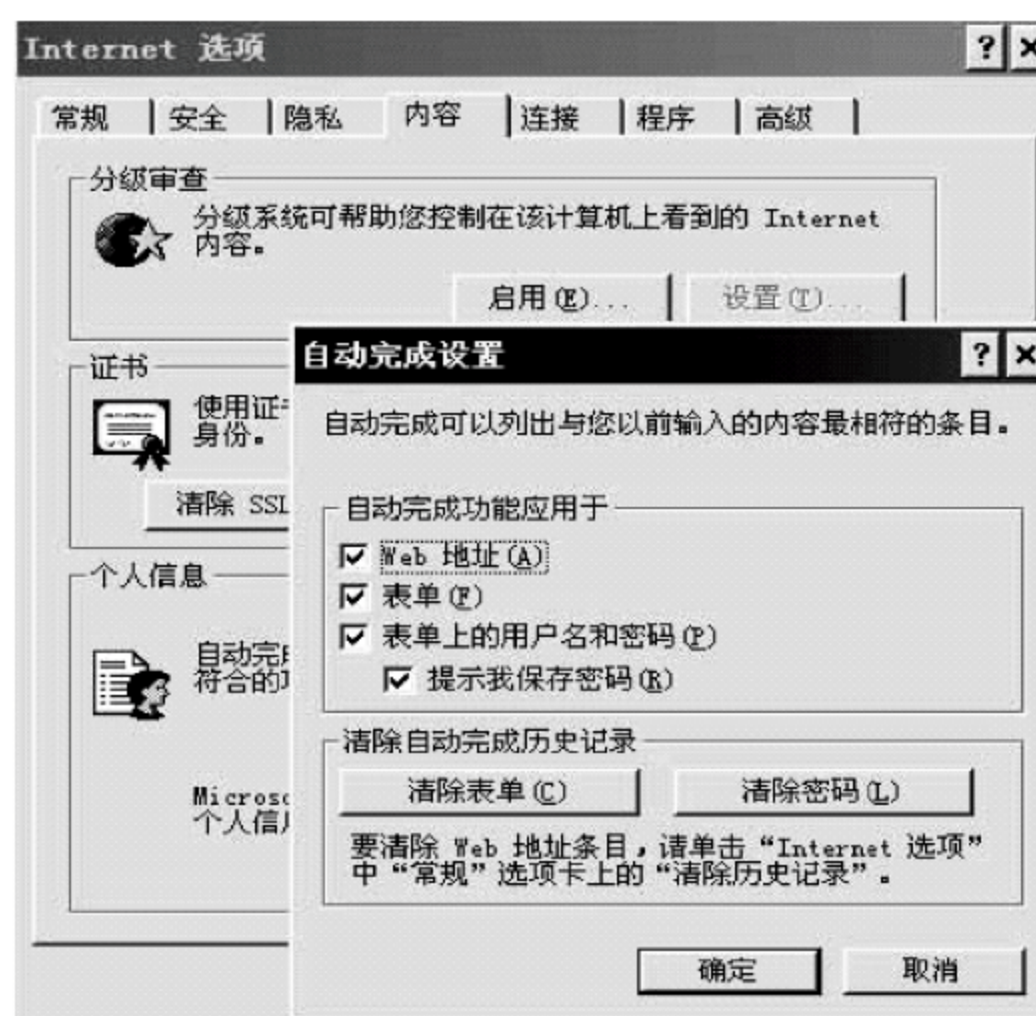 Internet 选项
常规 安全 隐私 内容 连接 程序 高级
分级审查
分级系统可帮助您控制在该计算机上看到的 Internet
内容。
启用(E)... 设置(T)...
证书
使用证
身份。
清除 SSL
个人信息
自动完
符合的
Micros
个人信
自动完成设置
自动完成可以列出与您以前输入的内容最相符的条目。
自动完成功能应用于
Web 地址(A)
表单(F)
表单上的用户名和密码(P)
提示我保存密码(R)
清除自动完成历史记录
清除表单(C) 清除密码(L)
要清除 Web 地址条目，请单击“Internet 选项”
中“常规”选项卡上的“清除历史记录”。
确定 取消